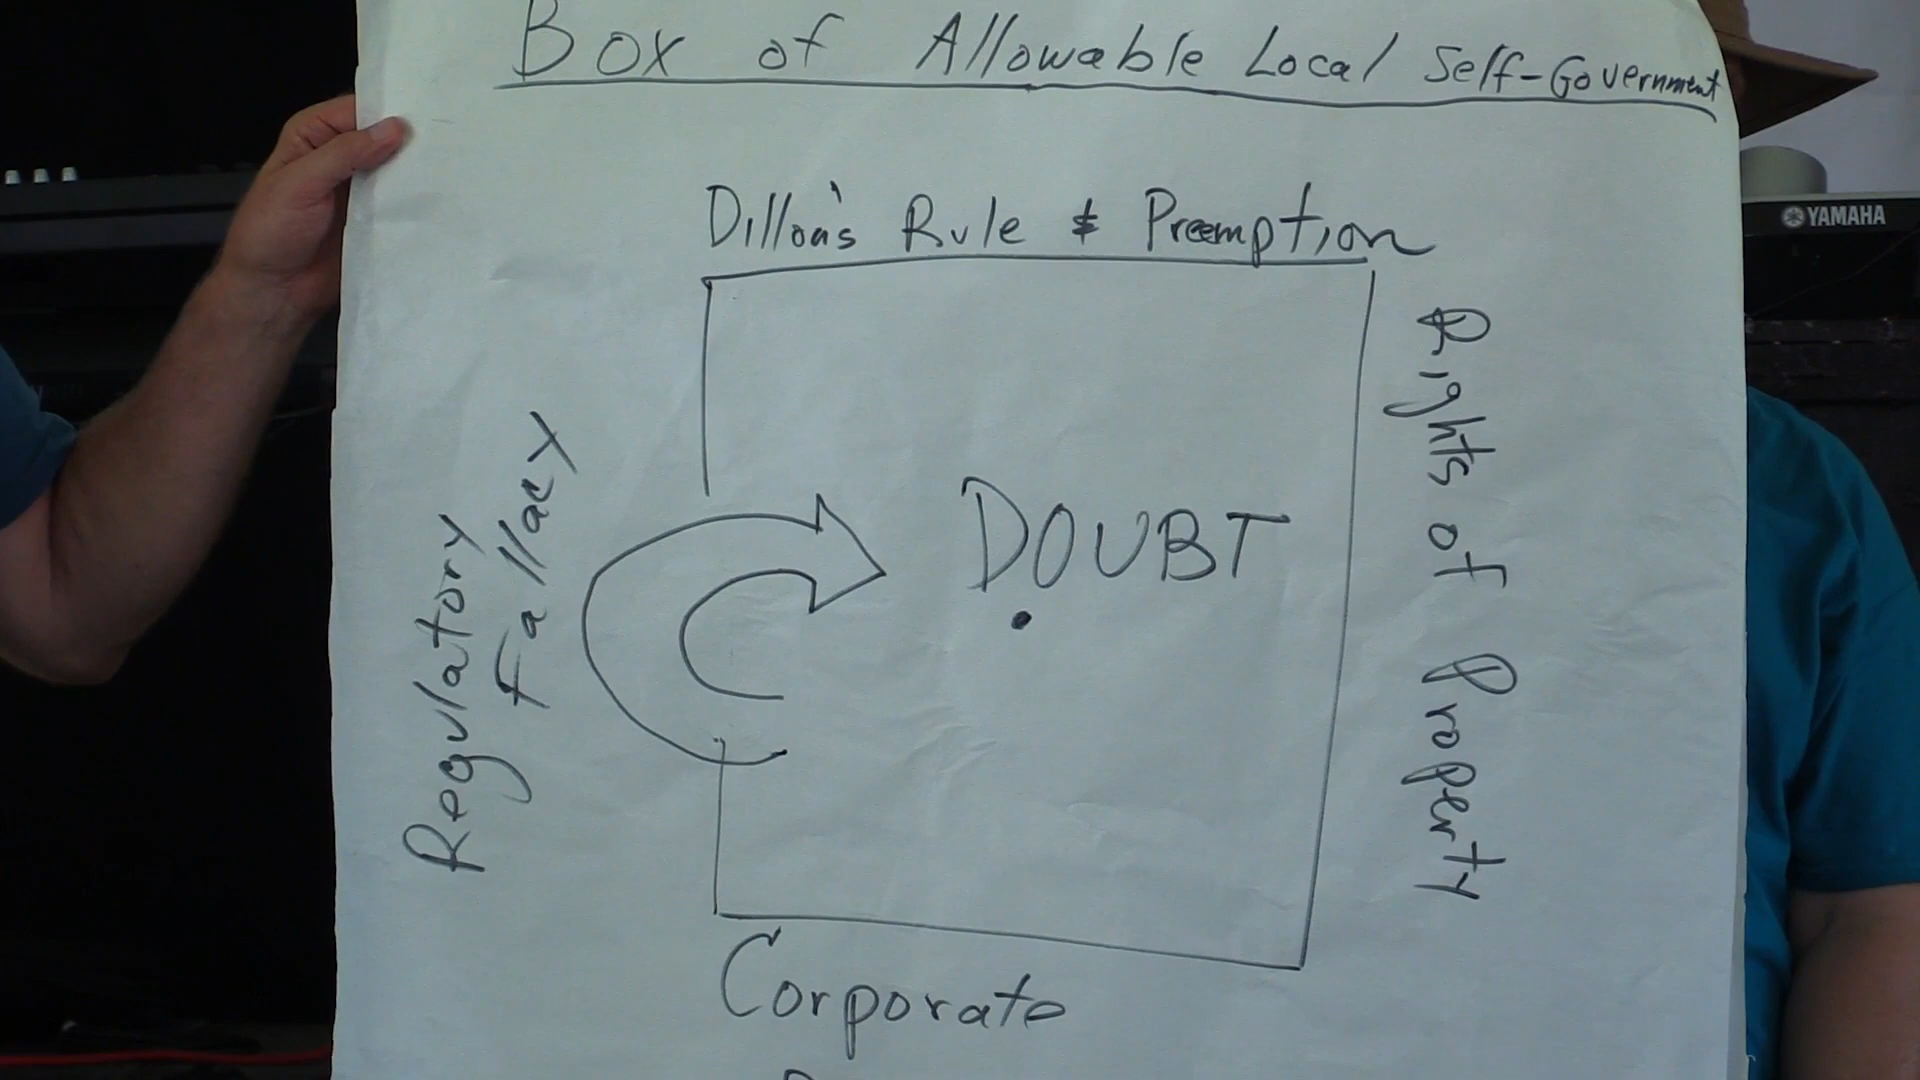 Box of Allowable Local Self-Government
Dillon's Rule & Preemption
Rights of Property
Regulatory
Fallacy
DOUBT
Corporate
YAMAHA